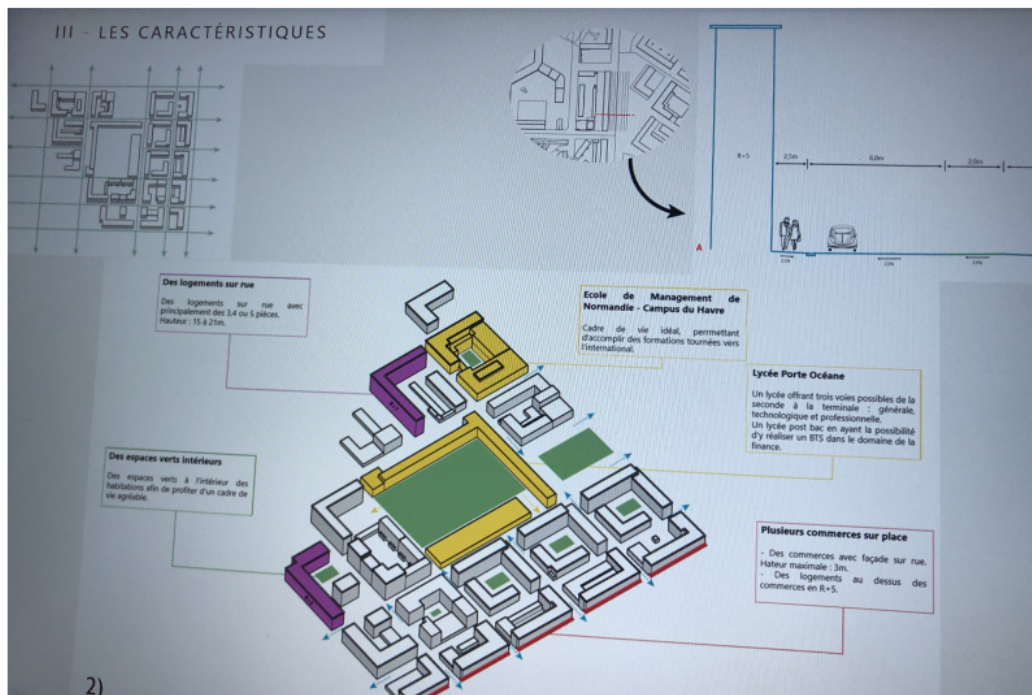 III - LES CARACTÉRISTIQUES
R+5
2,5m
6,0m
2,0m
A
Des logements sur rue
Des logements sur rue avec
principalement des 3,4 ou 5 pièces.
Hauteur : 15 à 21m.
Ecole de Management de
Normandie - Campus du Havre
Cadre de vie idéal, permettant
d'accomplir des formations tournées vers
l'international.
Lycée Porte Océane
Un lycée offrant trois voies possibles de la
seconde à la terminale : générale,
technologique et professionnelle.
Un lycée post bac en ayant la possibilité
d'y réaliser un BTS dans le domaine de la
finance.
Des espaces verts intérieurs
Des espaces verts à l'intérieur des
habitations afin de profiter d'un cadre de
vie agréable.
Plusieurs commerces sur place
- Des commerces avec façade sur rue.
Hateur maximale : 3m.
- Des logements au dessus des
commerces en R+5.
2)